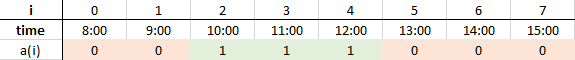 i 0 1 2 3 4 5 6 7
time 8:00 9:00 10:00 11:00 12:00 13:00 14:00 15:00
a(i) 0 0 1 1 1 0 0 0